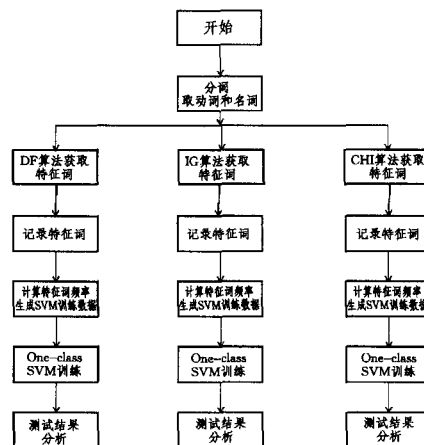 开始
分词
取动词和名词
DF算法获取
特征词
IG算法获取
特征词
CHI算法获取
特征词
记录特征词
记录特征词
记录特征词
计算特征词频率
生成SVM训练数据
计算特征词频率
生成SVM训练数据
计算特征词频率
生成SVM训练数据
One-class
SVM训练
One-class
SVM训练
One-class
SVM训练
测试结果
分析
测试结果
分析
测试结果
分析